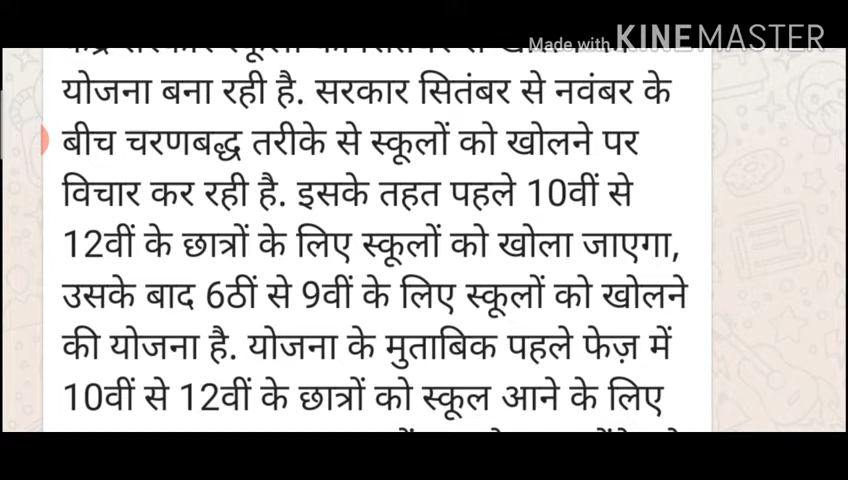 Made with KINEMASTER
योजना बना रही है. सरकार सितंबर से नवंबर के
बीच चरणबद्ध तरीके से स्कूलों को खोलने पर
विचार कर रही है. इसके तहत पहले 10वीं से
12वीं के छात्रों के लिए स्कूलों को खोला जाएगा,
उसके बाद 6ठीं से 9वीं के लिए स्कूलों को खोलने
की योजना है. योजना के मुताबिक पहले फेज़ में
10वीं से 12वीं के छात्रों को स्कूल आने के लिए